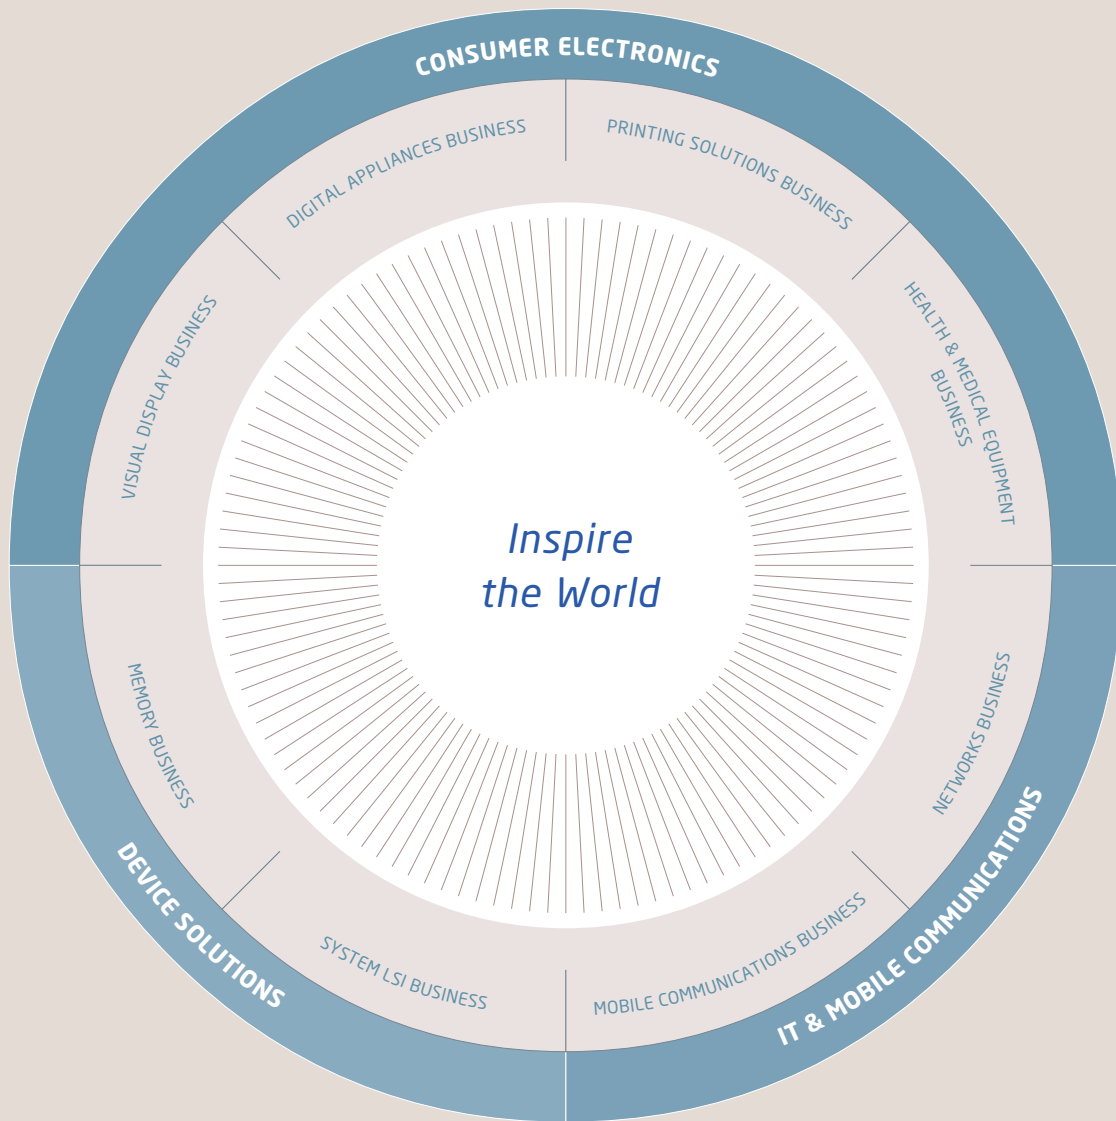 CONSUMER ELECTRONICS
DIGITAL APPLIANCES BUSINESS
PRINTING SOLUTIONS BUSINESS
VISUAL DISPLAY BUSINESS
HEALTH & MEDICAL EQUIPMENT
BUSINESS
Inspire
the World
MEMORY BUSINESS
NETWORKS BUSINESS
DEVICE SOLUTIONS
SYSTEM LSI BUSINESS
MOBILE COMMUNICATIONS BUSINESS
IT & MOBILE COMMUNICATIONS